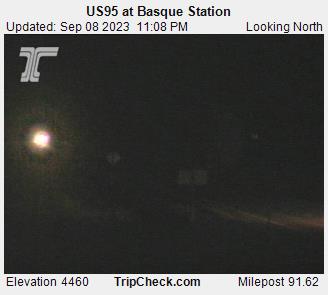 US95 at Basque Station
Updated: Sep 08 2023 11:08 PM Looking North
Elevation 4460 TripCheck.com Milepost 91.62